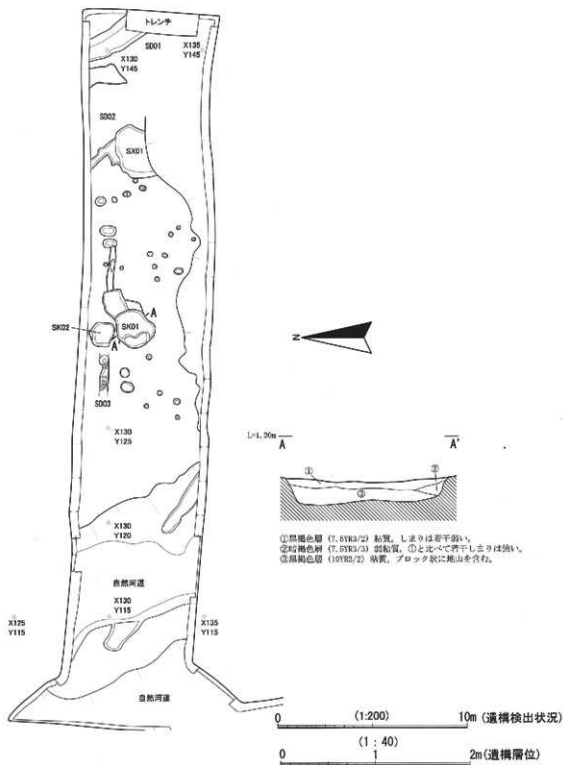 トレンチ
SD01
X135
Y145
X130
Y145
SD02
SX01
A
SK02
SK01
A'
SD03
X130
Y125
N
L=1.30m
A
A'
①
②
③
①黒褐色層 (7.5YR3/2) 粘質。しまりは若干弱い。
②暗褐色層 (7.5YR3/3) 弱粘質。①と比べて若干しまりは強い。
③黒褐色層 (10YR3/2) 粘質。ブロック状に地山を含む。
X130
Y120
自然河道
X130
Y115
X125
Y115
X135
Y115
自然河道
0 (1:200) 10m (遺構検出状況)
(1:40)
0 1 2m (遺構層位)